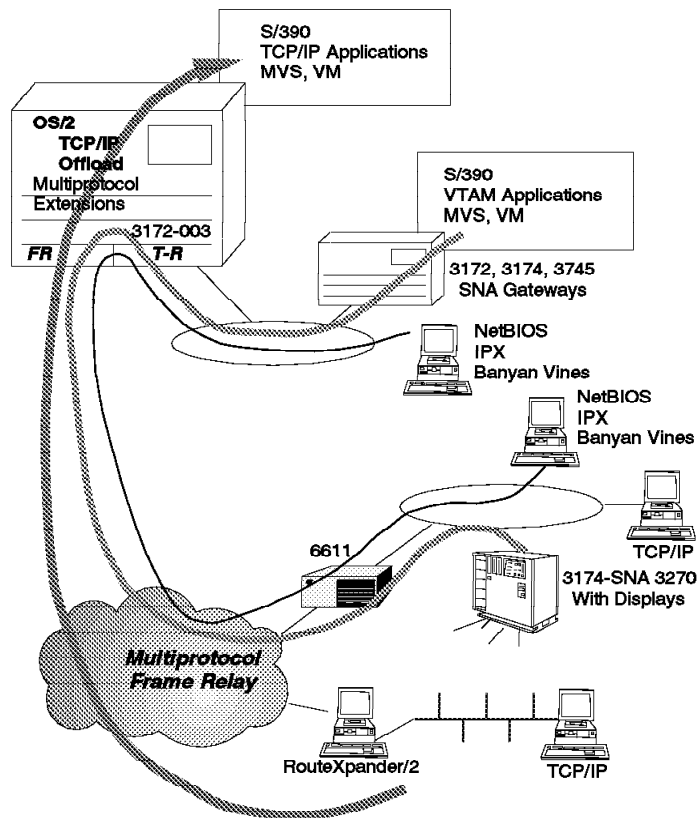 S/390
TCP/IP Applications
MVS, VM
OS/2
TCP/IP
Offload
Multiprotocol
Extensions
3172-003
FR
T-R
S/390
VTAM Applications
MVS, VM
3172, 3174, 3745
SNA Gateways
NetBIOS
IPX
Banyan Vines
NetBIOS
IPX
Banyan Vines
TCP/IP
6611
3174-SNA 3270
With Displays
Multiprotocol
Frame Relay
RouteXpander/2
TCP/IP